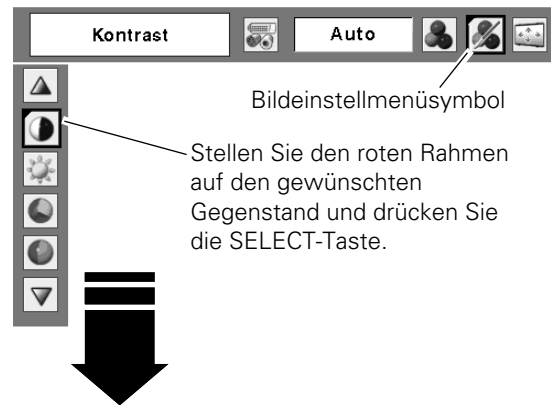 Kontrast
Auto
Bildeinstellmenüsymbol
Stellen Sie den roten Rahmen
auf den gewünschten
Gegenstand und drücken Sie
die SELECT-Taste.